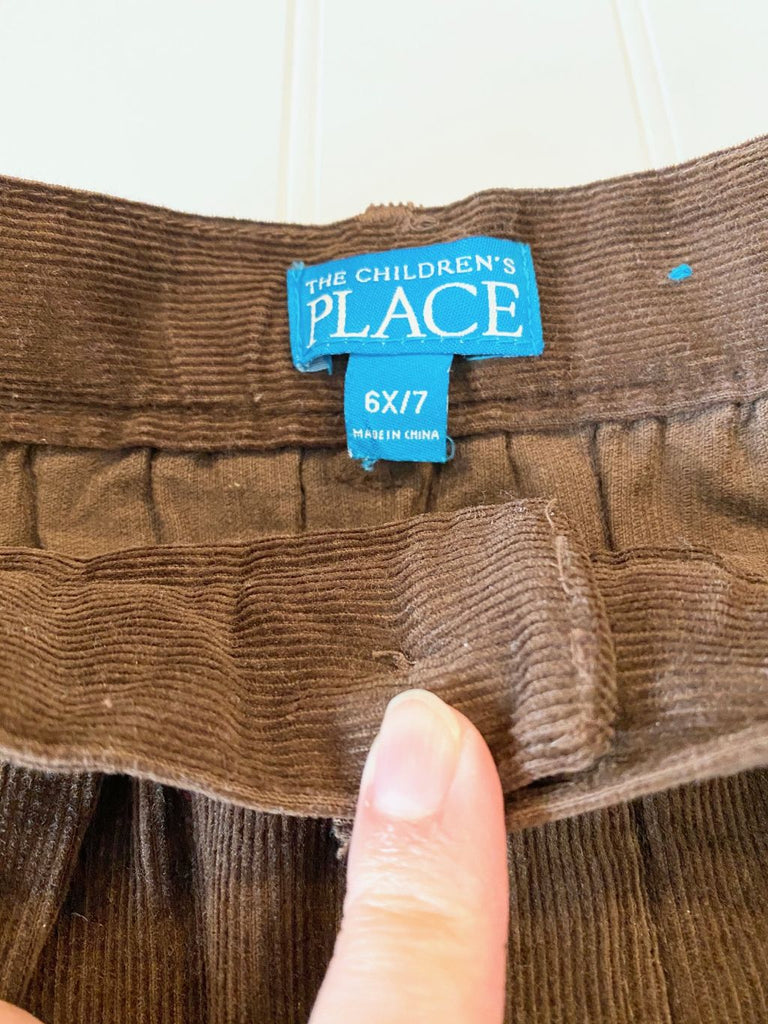 THE CHILDREN'S
PLACE
6X/7
MADE IN CHINA